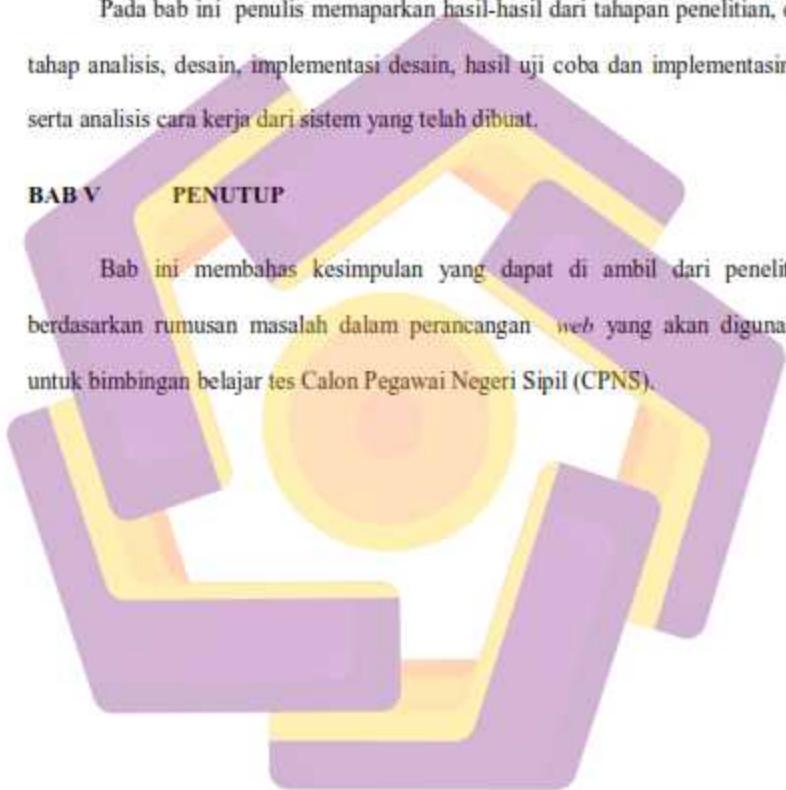 Pada bab ini penulis memaparkan hasil-hasil dari tahapan penelitian,
tahap analisis, desain, implementasi desain, hasil uji coba dan
serta analisis cara kerja dari sistem yang telah dibuat.
BAB V PENUTUP
Bab ini membahas kesimpulan yang dapat di ambil dari
berdasarkan rumusan masalah dalam perancangan web yang akan
untuk bimbingan belajar tes Calon Pegawai Negeri Sipil (CPNS).